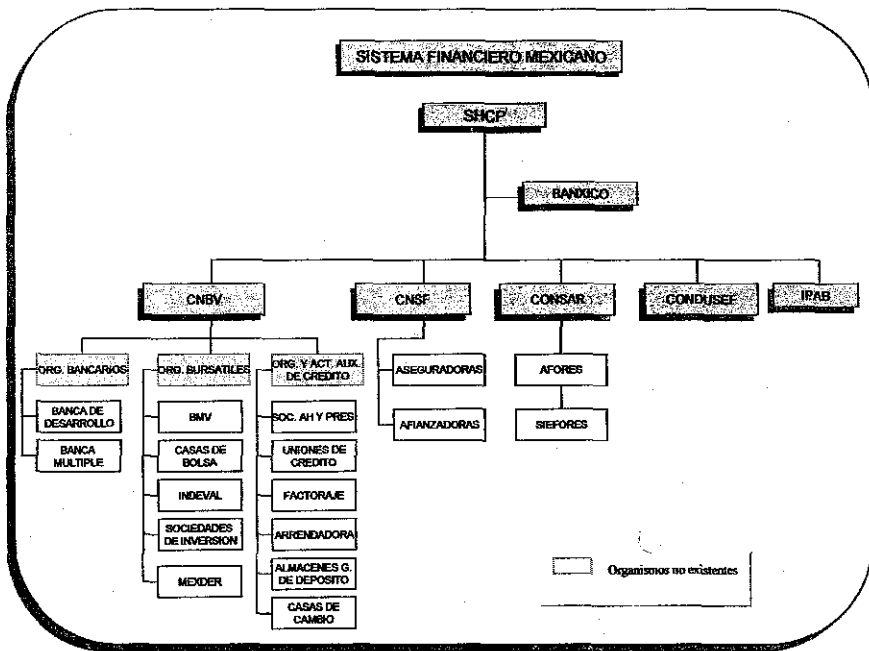 SISTEMA FINANCIERO MEXICANO
SHCP
BANXICO
CNBV
CNSF
CONSAR
CONDUSEF
IPAB
ORG. BANCARIOS
BANCA DE
DESARROLLO
BANCA
MULTIPLE
ORG. BURSATILES
BMV
CASAS DE
BOLSA
INDEVAL
SOCIEDADES
DE INVERSION
MEXDER
ORG. Y ACT. AUX.
DE CREDITO
SOC. AH Y PRES.
UNIONES DE
CREDITO
FACTORAJE
ARRENDADORA
ALMACENES G.
DE DEPOSITO
CASAS DE
CAMBIO
ASEGURADORAS
AFIANZADORAS
AFORES
SIEFORES
Organismos no existentes